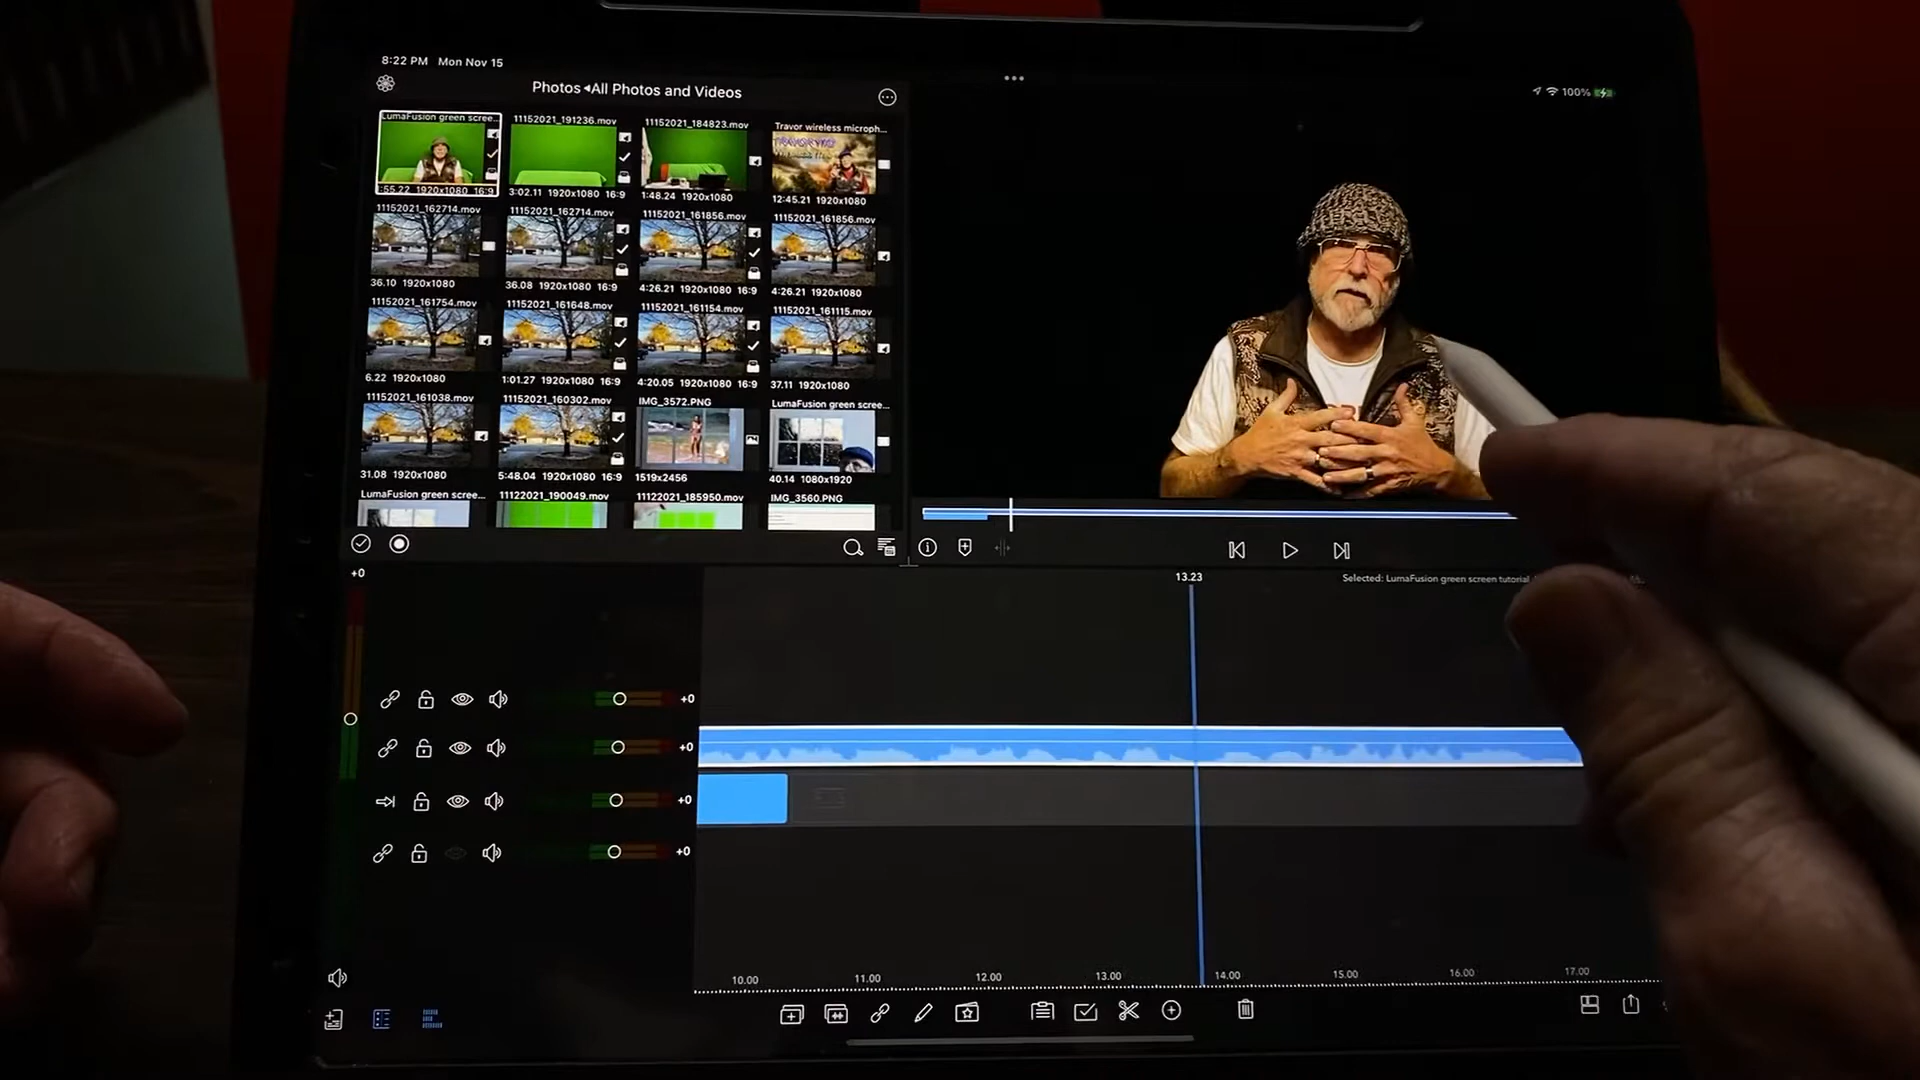 8:22 PM Mon Nov 15
100%
Photos ◂All Photos and Videos
LumaFusion green scree...
11152021_191236.mov
11152021_184823.mov
Travor wireless microph...
1:55.22 1920x1080 16:9
3:02.11 1920x1080 16:9
1:48.24 1920x1080
12:45.21 1920x1080
11152021_162714.mov
11152021_162714.mov
11152021_161856.mov
11152021_161856.mov
36.10 1920x1080
36.08 1920x1080 16:9
4:26.21 1920x1080 16:9
4:26.21 1920x1080
11152021_161754.mov
11152021_161648.mov
11152021_161154.mov
11152021_161115.mov
6.22 1920x1080
1:01.27 1920x1080 16:9
4:20.05 1920x1080 16:9
37.11 1920x1080
11152021_161038.mov
11152021_160302.mov
IMG_3572.PNG
LumaFusion green scree...
31.08 1920x1080
5:48.04 1920x1080 16:9
1519x2456
40.14 1080x1920
LumaFusion green scree...
11122021_190049.mov
11122021_185950.mov
IMG_3560.PNG
+0
13.23
Selected: LumaFusion green screen tutorial
+0
+0
+0
+0
10.00 11.00 12.00 13.00 14.00 15.00 16.00 17.00